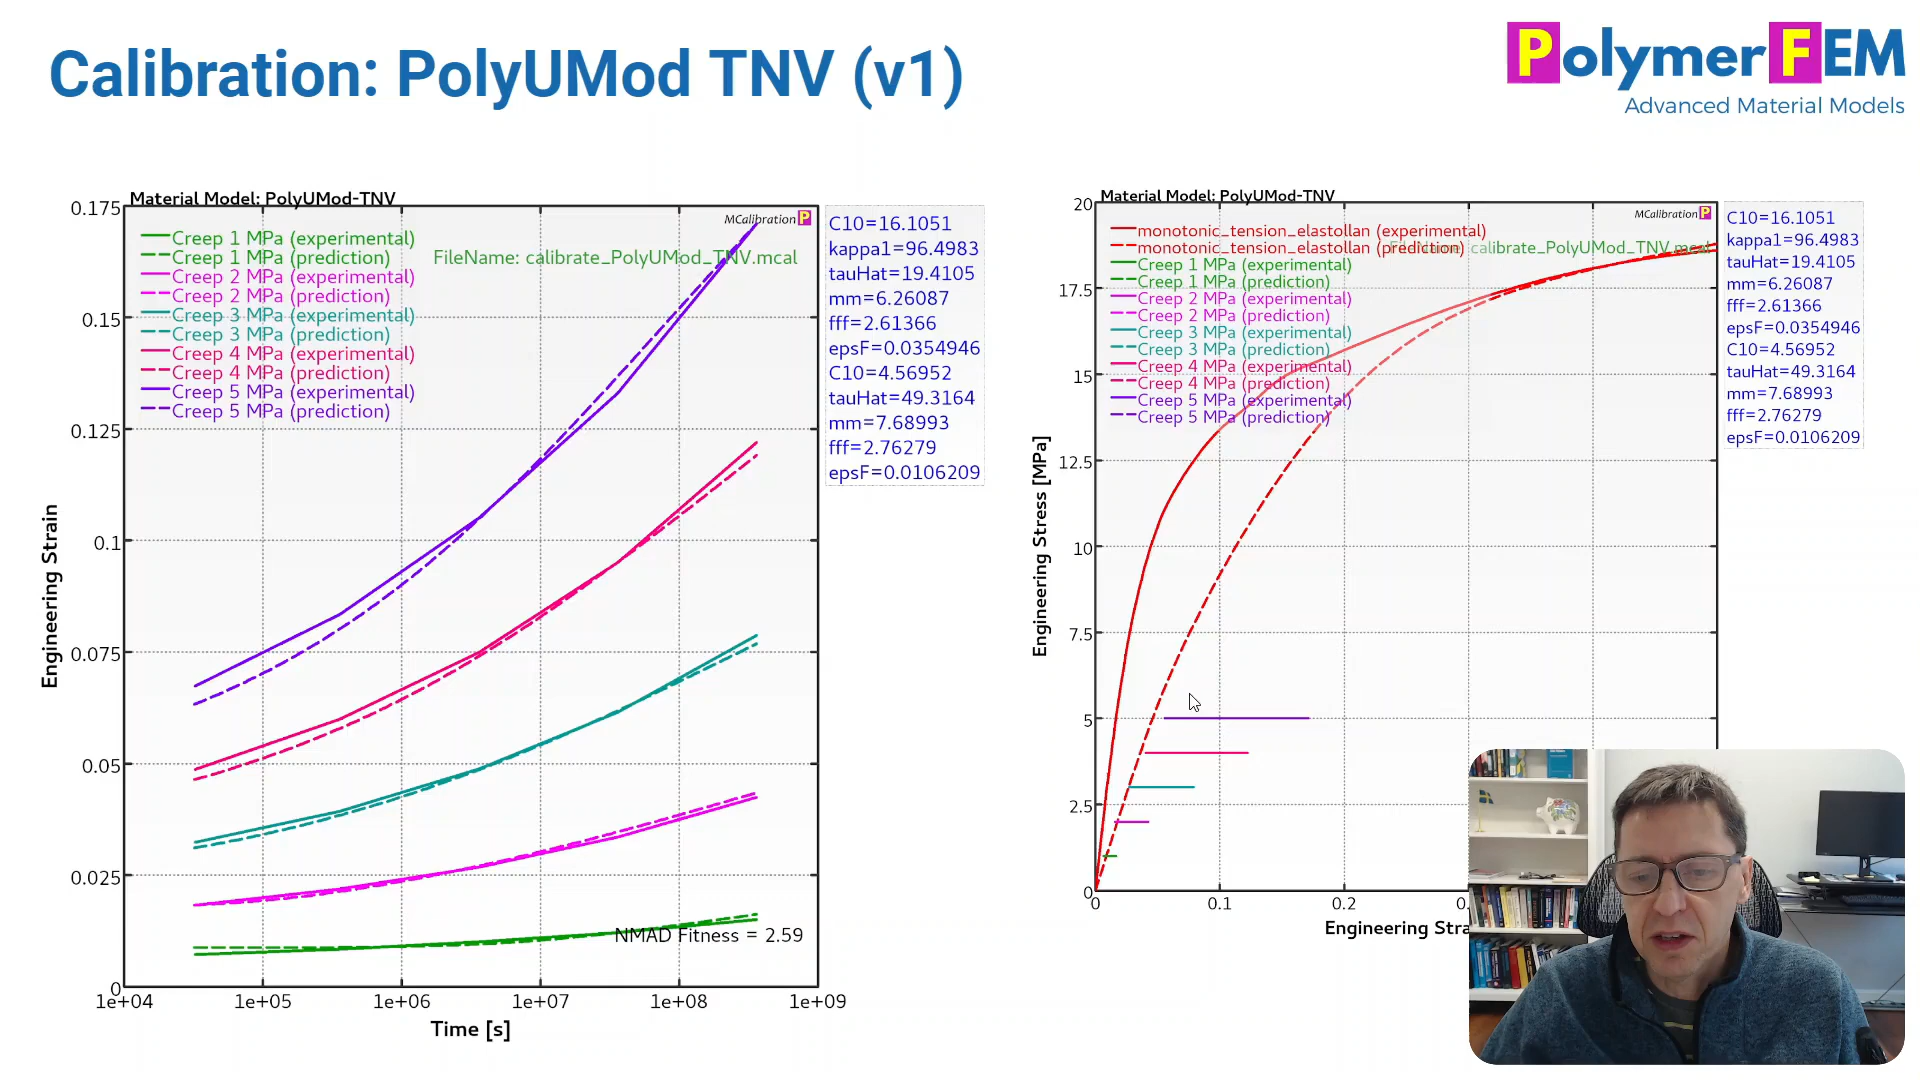 Calibration: PolyUMod TNV (v1)
PolymerFEM
Advanced Material Models
Material Model: PolyUMod-TNV
MCalibration P
Creep 1 MPa (experimental)
Creep 1 MPa (prediction)
Creep 2 MPa (experimental)
Creep 2 MPa (prediction)
Creep 3 MPa (experimental)
Creep 3 MPa (prediction)
Creep 4 MPa (experimental)
Creep 4 MPa (prediction)
Creep 5 MPa (experimental)
Creep 5 MPa (prediction)
FileName: calibrate_PolyUMod_TNV.mcal
NMAD Fitness = 2.59
Engineering Strain
0.175
0.15
0.125
0.1
0.075
0.05
0.025
0
1e+04
1e+05
1e+06
1e+07
1e+08
1e+09
Time [s]
C10=16.1051
kappa1=96.4983
tauHat=19.4105
mm=6.26087
fff=2.61366
epsF=0.0354946
C10=4.56952
tauHat=49.3164
mm=7.68993
fff=2.76279
epsF=0.0106209
Material Model: PolyUMod-TNV
MCalibration P
monotonic_tension_elastollan (experimental)
monotonic_tension_elastollan (prediction)
calibrate_PolyUMod_TNV.mcal
Creep 1 MPa (experimental)
Creep 1 MPa (prediction)
Creep 2 MPa (experimental)
Creep 2 MPa (prediction)
Creep 3 MPa (experimental)
Creep 3 MPa (prediction)
Creep 4 MPa (experimental)
Creep 4 MPa (prediction)
Creep 5 MPa (experimental)
Creep 5 MPa (prediction)
Engineering Stress [MPa]
20
17.5
15
12.5
10
7.5
5
2.5
0
0
0.1
0.2
0.
Engineering Stra
C10=16.1051
kappa1=96.4983
tauHat=19.4105
mm=6.26087
fff=2.61366
epsF=0.0354946
C10=4.56952
tauHat=49.3164
mm=7.68993
fff=2.76279
epsF=0.0106209